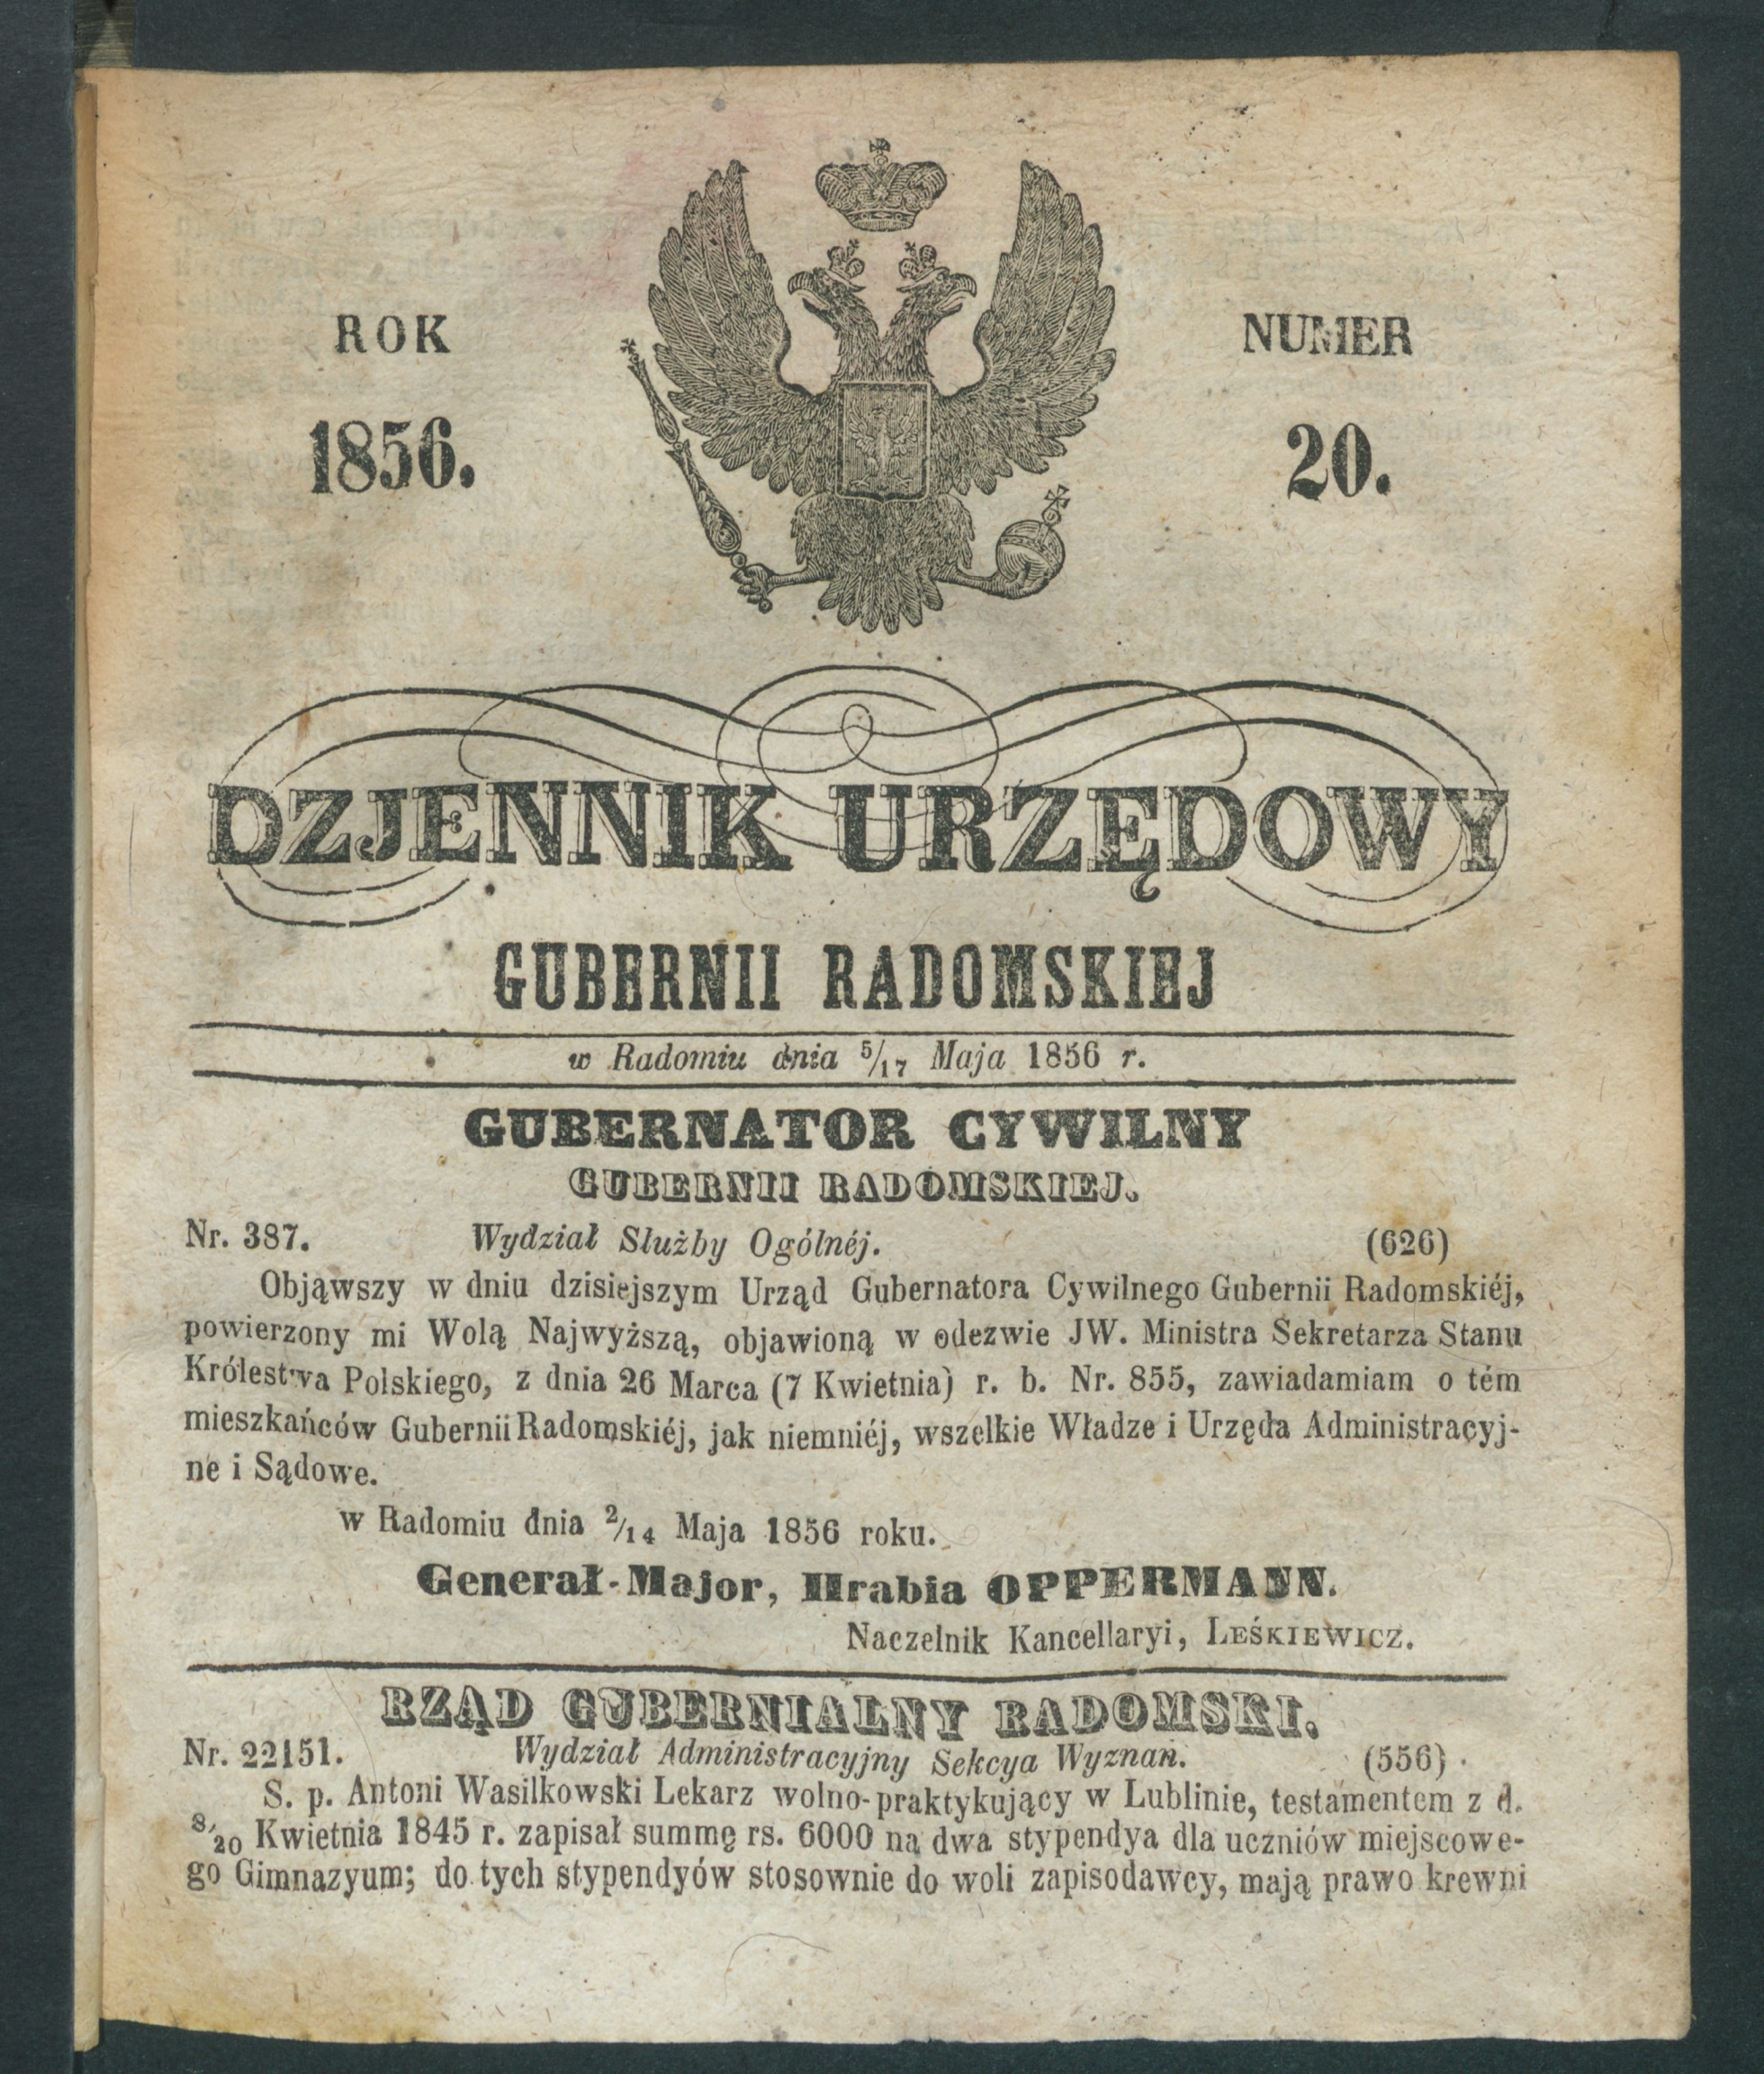 ROK
1856.
NUMER
20.
DZJENNIK URZĘDOWY
GUBERNII RADOMSKIEJ
w Radomiu dnia 5/17 Maja 1856 r.
GUBERNATOR CYWILNY
GUBERNII RADOMSKIEJ.
Nr. 387. Wydział Służby Ogólnéj. (626)
Objąwszy w dniu dzisiejszym Urząd Gubernatora Cywilnego Gubernii Radomskiéj,
powierzony mi Wolą Najwyższą, objawioną w odezwie JW. Ministra Sekretarza Stanu
Królestwa Polskiego, z dnia 26 Marca (7 Kwietnia) r. b. Nr. 855, zawiadamiam o tém
mieszkańców Gubernii Radomskiéj, jak niemniéj, wszelkie Władze i Urzęda Administracyj-
ne i Sądowe.
w Radomiu dnia 2/14 Maja 1856 roku.
Generał-Major, Hrabia OPPERMANN.
Naczelnik Kancellaryi, LEŚKIEWICZ.
RZĄD GUBERNIALNY RADOMSKI.
Nr. 22151. Wydział Administracyjny Sekcya Wyznań. (556)
S. p. Antoni Wasilkowski Lekarz wolno-praktykujący w Lublinie, testamentem z d.
8/20 Kwietnia 1845 r. zapisał summę rs. 6000 na dwa stypendya dla uczniów miejscowe-
go Gimnazyum; do tych stypendyów stosownie do woli zapisodawcy, mają prawo krewni